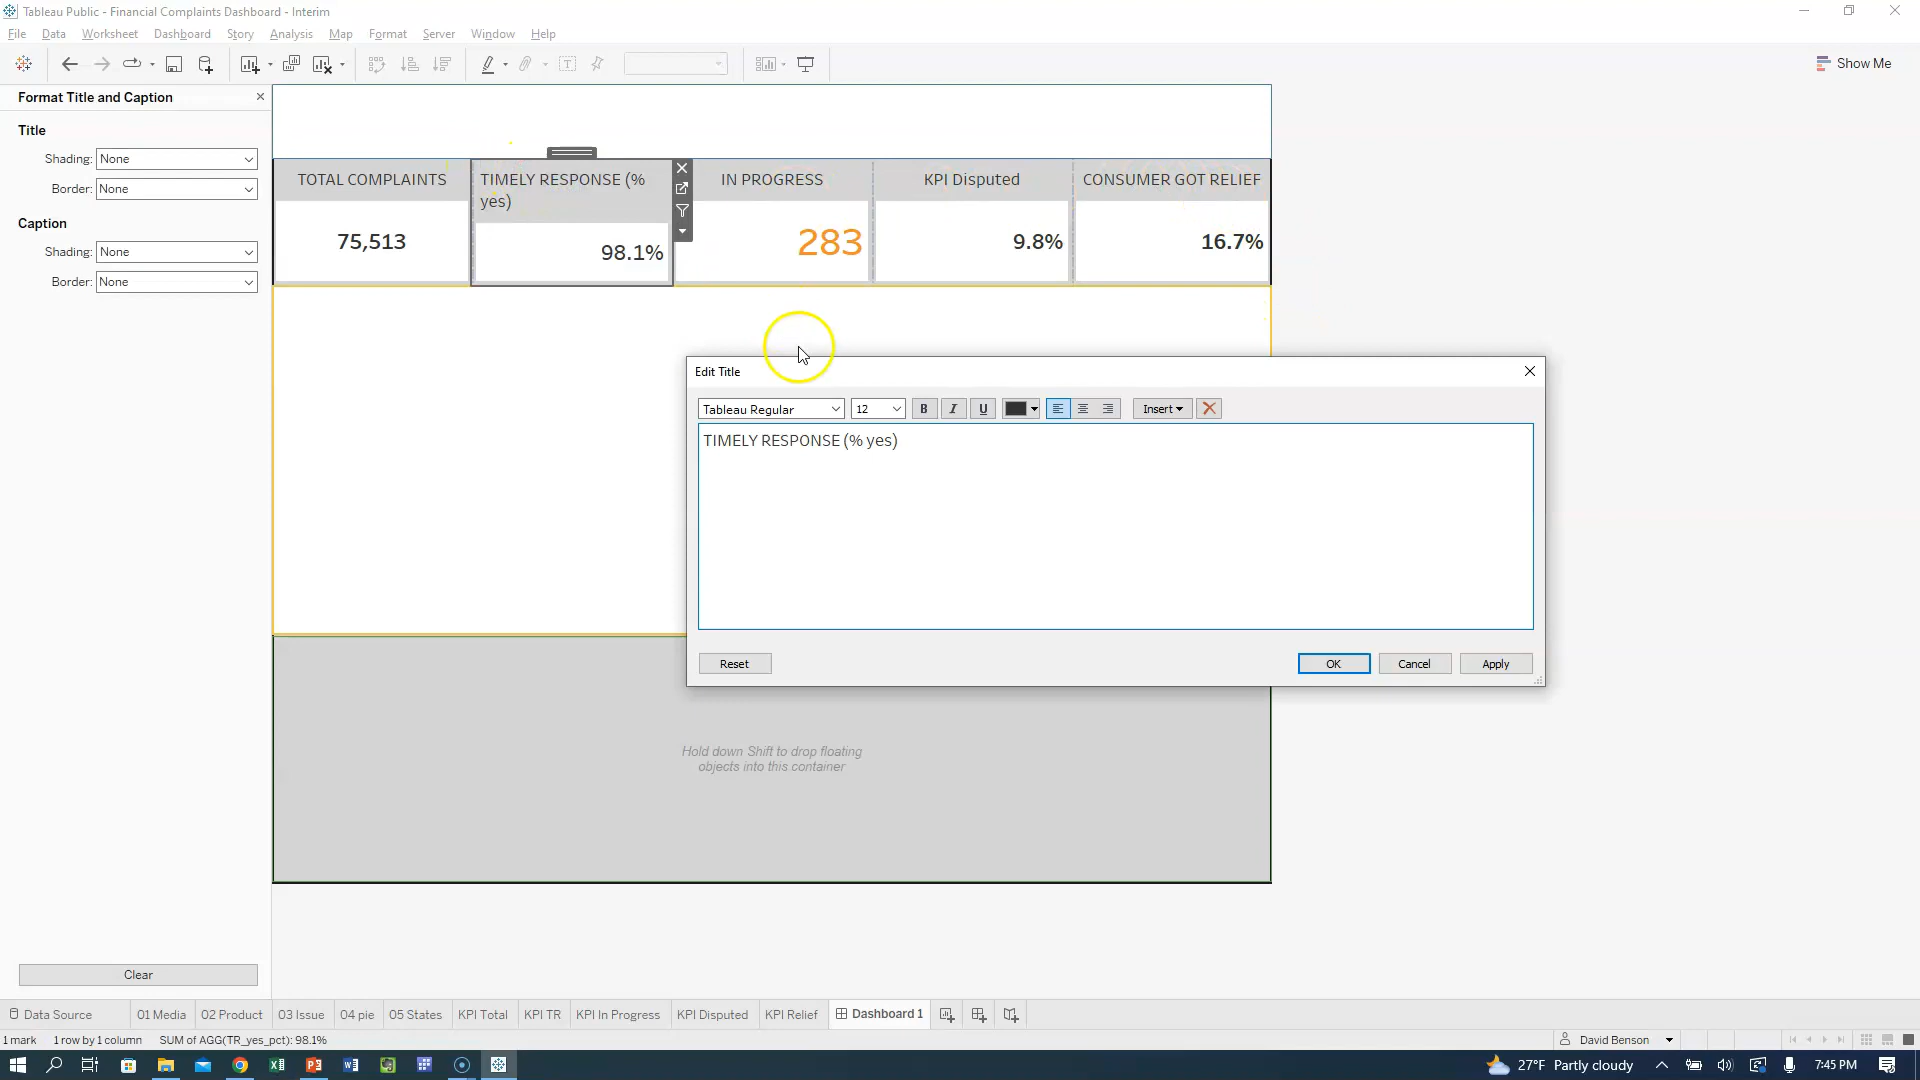 Tableau Public - Financial Complaints Dashboard - Interim
File Data Worksheet Dashboard Story Analysis Map Format Server Window Help
Show Me
Format Title and Caption
Title
Shading: None
Border: None
Caption
Shading: None
Border: None
Clear
TOTAL COMPLAINTS
75,513
TIMELY RESPONSE (%
yes)
98.1%
IN PROGRESS
283
KPI Disputed
9.8%
CONSUMER GOT RELIEF
16.7%
Edit Title
Tableau Regular 12 B I U Insert
TIMELY RESPONSE (% yes)
Reset OK Cancel Apply
Hold down Shift to drop floating
objects into this container
Data Source 01 Media 02 Product 03 Issue 04 pie 05 States KPI Total KPI TR KPI In Progress KPI Disputed KPI Relief Dashboard 1
1 mark 1 row by 1 column SUM of AGG(TR_yes_pct): 98.1% David Benson
27°F Partly cloudy 7:45 PM